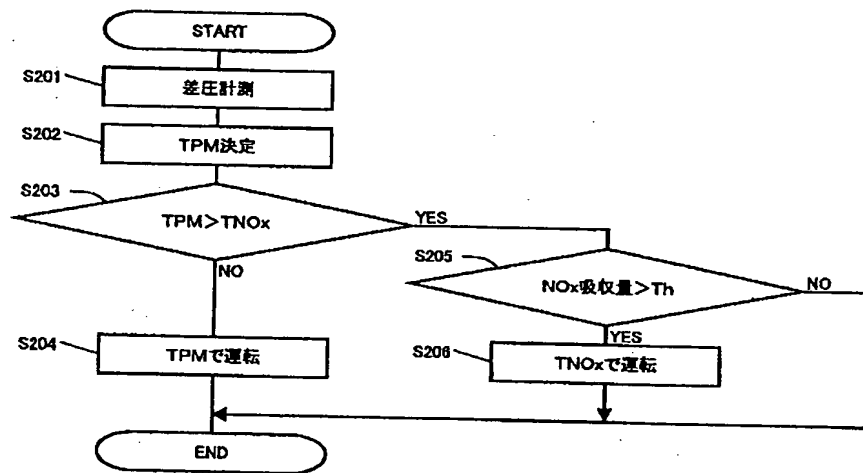 START
S201
差圧計測
S202
TPM決定
S203
TPM>TNOx
YES
NO
S205
NOx吸収量>Th
NO
YES
S204
TPMで運転
S206
TNOxで運転
END